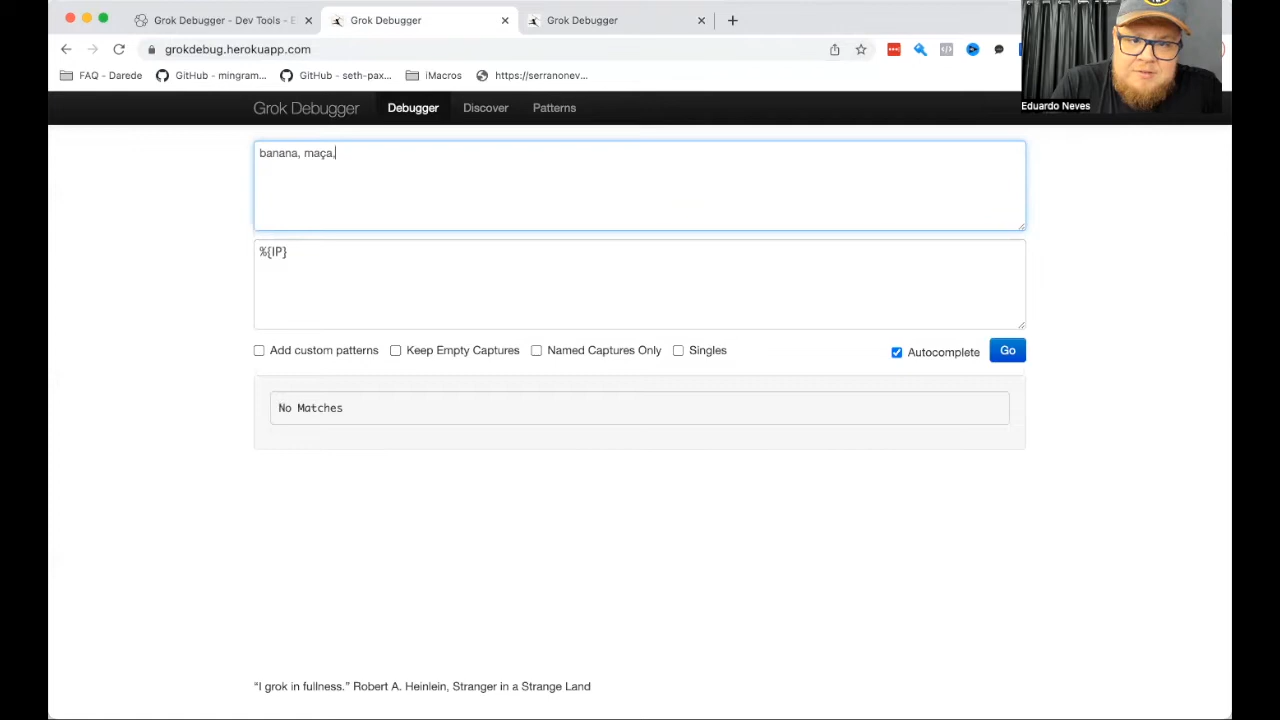 Grok Debugger - Dev Tools - E
Grok Debugger
Grok Debugger
grokdebug.herokuapp.com
FAQ - Darede
GitHub - mingram...
GitHub - seth-pax...
iMacros
https://serranonev...
Eduardo Neves
Grok Debugger
Debugger
Discover
Patterns
banana, maça,
%{IP}
Add custom patterns
Keep Empty Captures
Named Captures Only
Singles
Autocomplete
Go
No Matches
“I grok in fullness.” Robert A. Heinlein, Stranger in a Strange Land